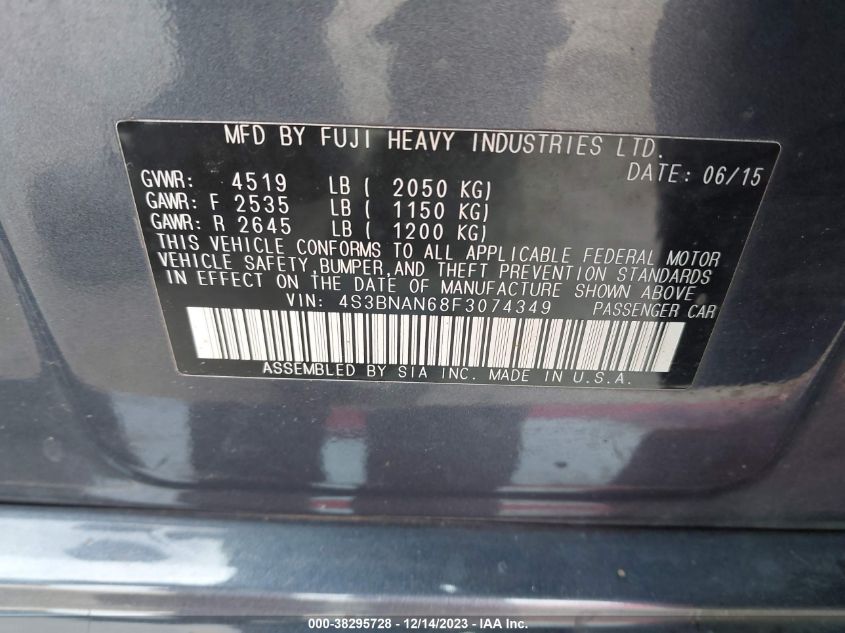 MFD BY FUJI HEAVY INDUSTRIES LTD.
DATE: 06/15
GVWR: 4519 LB ( 2050 KG)
GAWR: F 2535 LB ( 1150 KG)
GAWR: R 2645 LB ( 1200 KG)
THIS VEHICLE CONFORMS TO ALL APPLICABLE FEDERAL MOTOR
VEHICLE SAFETY,BUMPER,AND THEFT PREVENTION STANDARDS
IN EFFECT ON THE DATE OF MANUFACTURE SHOWN ABOVE
VIN: 4S3BNAN68F3074349 PASSENGER CAR
ASSEMBLED BY SIA INC. MADE IN U.S.A.
000-38295728 - 12/14/2023 - IAA Inc.